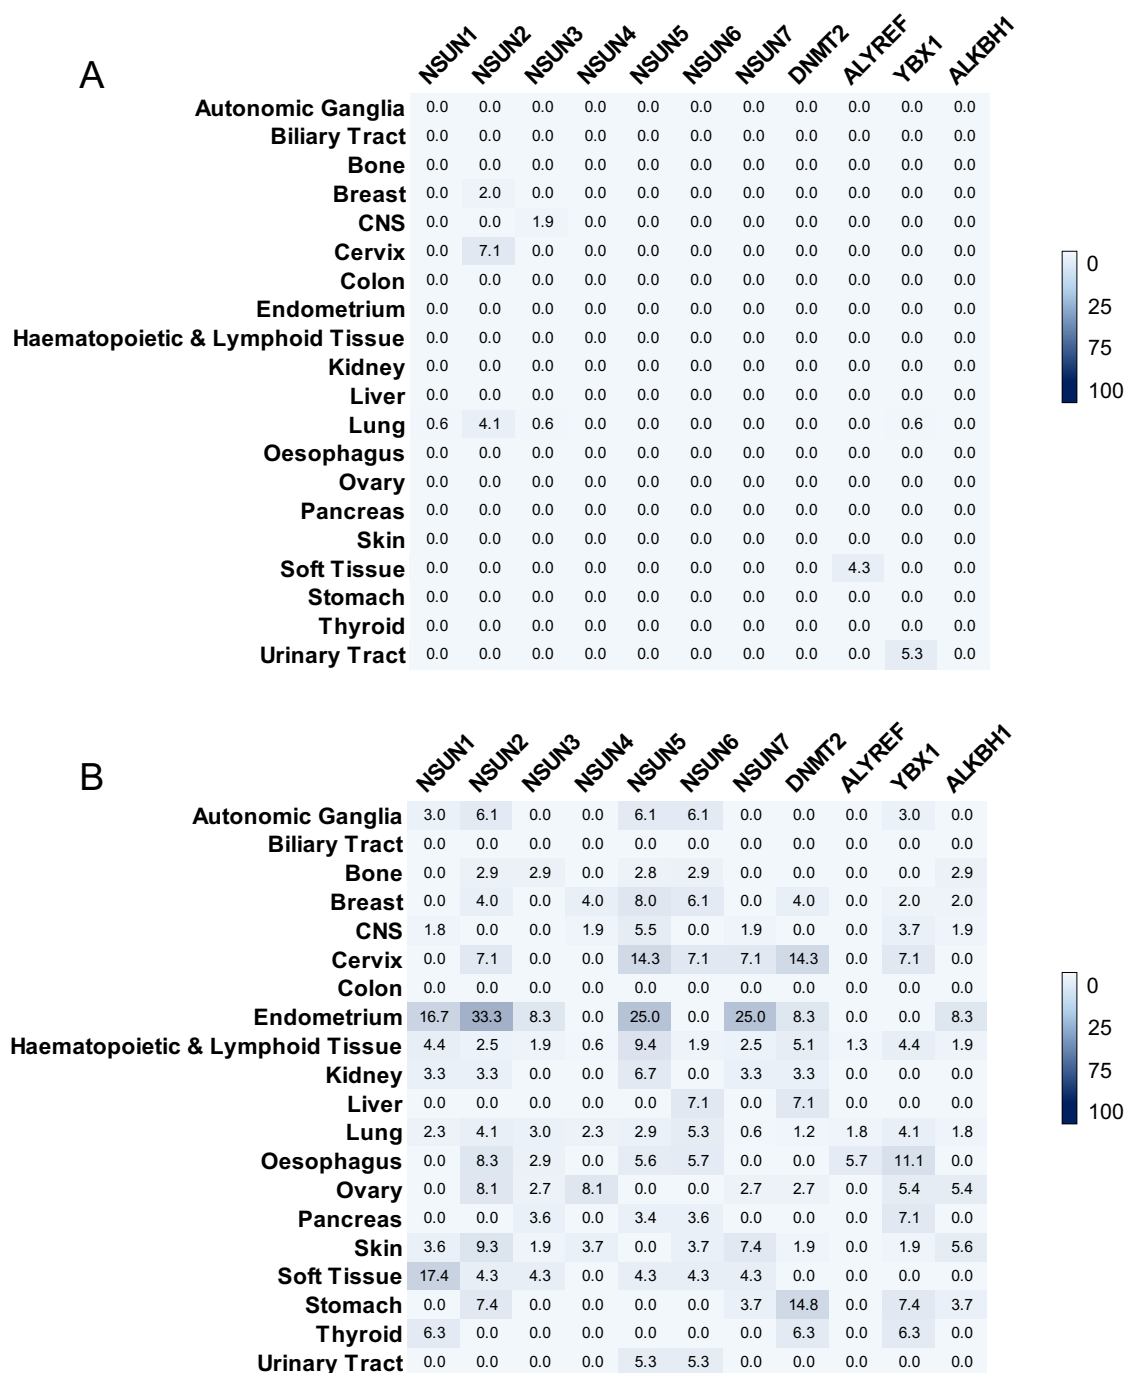 A
NSUN1 NSUN2 NSUN3 NSUN4 NSUN5 NSUN6 NSUN7 DNMT2 ALYREF YBX1 ALKBH1
Autonomic Ganglia 0.0 0.0 0.0 0.0 0.0 0.0 0.0 0.0 0.0 0.0 0.0
Biliary Tract 0.0 0.0 0.0 0.0 0.0 0.0 0.0 0.0 0.0 0.0 0.0
Bone 0.0 0.0 0.0 0.0 0.0 0.0 0.0 0.0 0.0 0.0 0.0
Breast 0.0 2.0 0.0 0.0 0.0 0.0 0.0 0.0 0.0 0.0 0.0
CNS 0.0 0.0 1.9 0.0 0.0 0.0 0.0 0.0 0.0 0.0 0.0
Cervix 0.0 7.1 0.0 0.0 0.0 0.0 0.0 0.0 0.0 0.0 0.0
Colon 0.0 0.0 0.0 0.0 0.0 0.0 0.0 0.0 0.0 0.0 0.0
Endometrium 0.0 0.0 0.0 0.0 0.0 0.0 0.0 0.0 0.0 0.0 0.0
Haematopoietic & Lymphoid Tissue 0.0 0.0 0.0 0.0 0.0 0.0 0.0 0.0 0.0 0.0 0.0
Kidney 0.0 0.0 0.0 0.0 0.0 0.0 0.0 0.0 0.0 0.0 0.0
Liver 0.0 0.0 0.0 0.0 0.0 0.0 0.0 0.0 0.0 0.0 0.0
Lung 0.6 4.1 0.6 0.0 0.0 0.0 0.0 0.0 0.0 0.6 0.0
Oesophagus 0.0 0.0 0.0 0.0 0.0 0.0 0.0 0.0 0.0 0.0 0.0
Ovary 0.0 0.0 0.0 0.0 0.0 0.0 0.0 0.0 0.0 0.0 0.0
Pancreas 0.0 0.0 0.0 0.0 0.0 0.0 0.0 0.0 0.0 0.0 0.0
Skin 0.0 0.0 0.0 0.0 0.0 0.0 0.0 0.0 0.0 0.0 0.0
Soft Tissue 0.0 0.0 0.0 0.0 0.0 0.0 0.0 0.0 4.3 0.0 0.0
Stomach 0.0 0.0 0.0 0.0 0.0 0.0 0.0 0.0 0.0 0.0 0.0
Thyroid 0.0 0.0 0.0 0.0 0.0 0.0 0.0 0.0 0.0 0.0 0.0
Urinary Tract 0.0 0.0 0.0 0.0 0.0 0.0 0.0 0.0 0.0 5.3 0.0
0
25
75
100
B
NSUN1 NSUN2 NSUN3 NSUN4 NSUN5 NSUN6 NSUN7 DNMT2 ALYREF YBX1 ALKBH1
Autonomic Ganglia 3.0 6.1 0.0 0.0 6.1 6.1 0.0 0.0 0.0 3.0 0.0
Biliary Tract 0.0 0.0 0.0 0.0 0.0 0.0 0.0 0.0 0.0 0.0 0.0
Bone 0.0 2.9 2.9 0.0 2.8 2.9 0.0 0.0 0.0 0.0 2.9
Breast 0.0 4.0 0.0 4.0 8.0 6.1 0.0 4.0 0.0 2.0 2.0
CNS 1.8 0.0 0.0 1.9 5.5 0.0 1.9 0.0 0.0 3.7 1.9
Cervix 0.0 7.1 0.0 0.0 14.3 7.1 7.1 14.3 0.0 7.1 0.0
Colon 0.0 0.0 0.0 0.0 0.0 0.0 0.0 0.0 0.0 0.0 0.0
Endometrium 16.7 33.3 8.3 0.0 25.0 0.0 25.0 8.3 0.0 0.0 8.3
Haematopoietic & Lymphoid Tissue 4.4 2.5 1.9 0.6 9.4 1.9 2.5 5.1 1.3 4.4 1.9
Kidney 3.3 3.3 0.0 0.0 6.7 0.0 3.3 3.3 0.0 0.0 0.0
Liver 0.0 0.0 0.0 0.0 0.0 7.1 0.0 7.1 0.0 0.0 0.0
Lung 2.3 4.1 3.0 2.3 2.9 5.3 0.6 1.2 1.8 4.1 1.8
Oesophagus 0.0 8.3 2.9 0.0 5.6 5.7 0.0 0.0 5.7 11.1 0.0
Ovary 0.0 8.1 2.7 8.1 0.0 0.0 2.7 2.7 0.0 5.4 5.4
Pancreas 0.0 0.0 3.6 0.0 3.4 3.6 0.0 0.0 0.0 7.1 0.0
Skin 3.6 9.3 1.9 3.7 0.0 3.7 7.4 1.9 0.0 1.9 5.6
Soft Tissue 17.4 4.3 4.3 0.0 4.3 4.3 4.3 0.0 0.0 0.0 0.0
Stomach 0.0 7.4 0.0 0.0 0.0 0.0 3.7 14.8 0.0 7.4 3.7
Thyroid 6.3 0.0 0.0 0.0 0.0 0.0 0.0 6.3 0.0 6.3 0.0
Urinary Tract 0.0 0.0 0.0 0.0 5.3 5.3 0.0 0.0 0.0 0.0 0.0
0
25
75
100